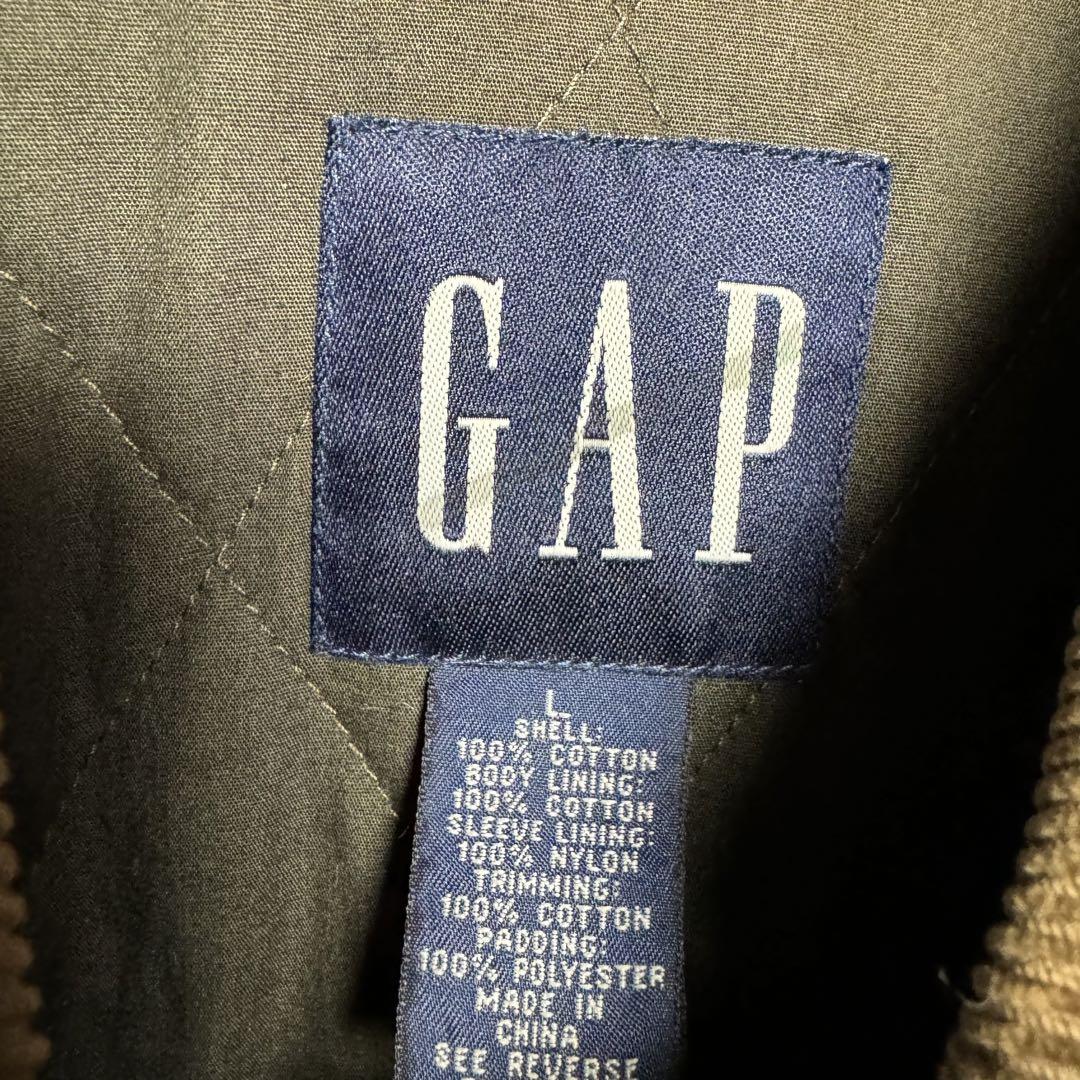 GAP
L
SHELL:
100% COTTON
BODY LINING:
100% COTTON
SLEEVE LINING:
100% NYLON
TRIMMING:
100% COTTON
PADDING:
100% POLYESTER
MADE IN
CHINA
SEE REVERSE